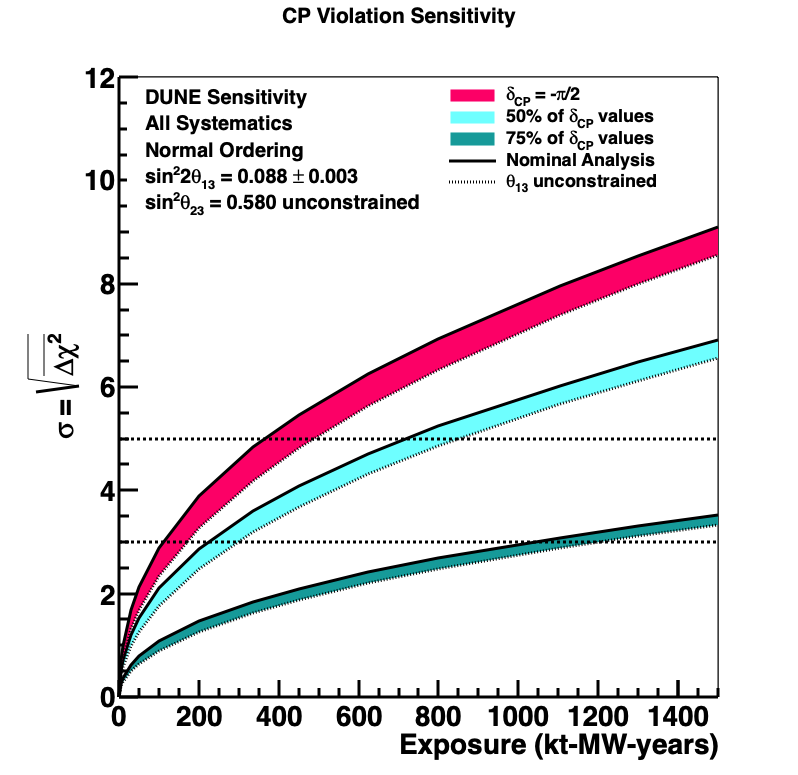 CP Violation Sensitivity
DUNE Sensitivity
All Systematics
Normal Ordering
sin²2θ₁₃ = 0.088 ± 0.003
sin²θ₂₃ = 0.580 unconstrained
δCP = -π/2
50% of δCP values
75% of δCP values
Nominal Analysis
θ₁₃ unconstrained
12
10
8
6
4
2
0
σ = √Δχ²
0 200 400 600 800 1000 1200 1400
Exposure (kt-MW-years)